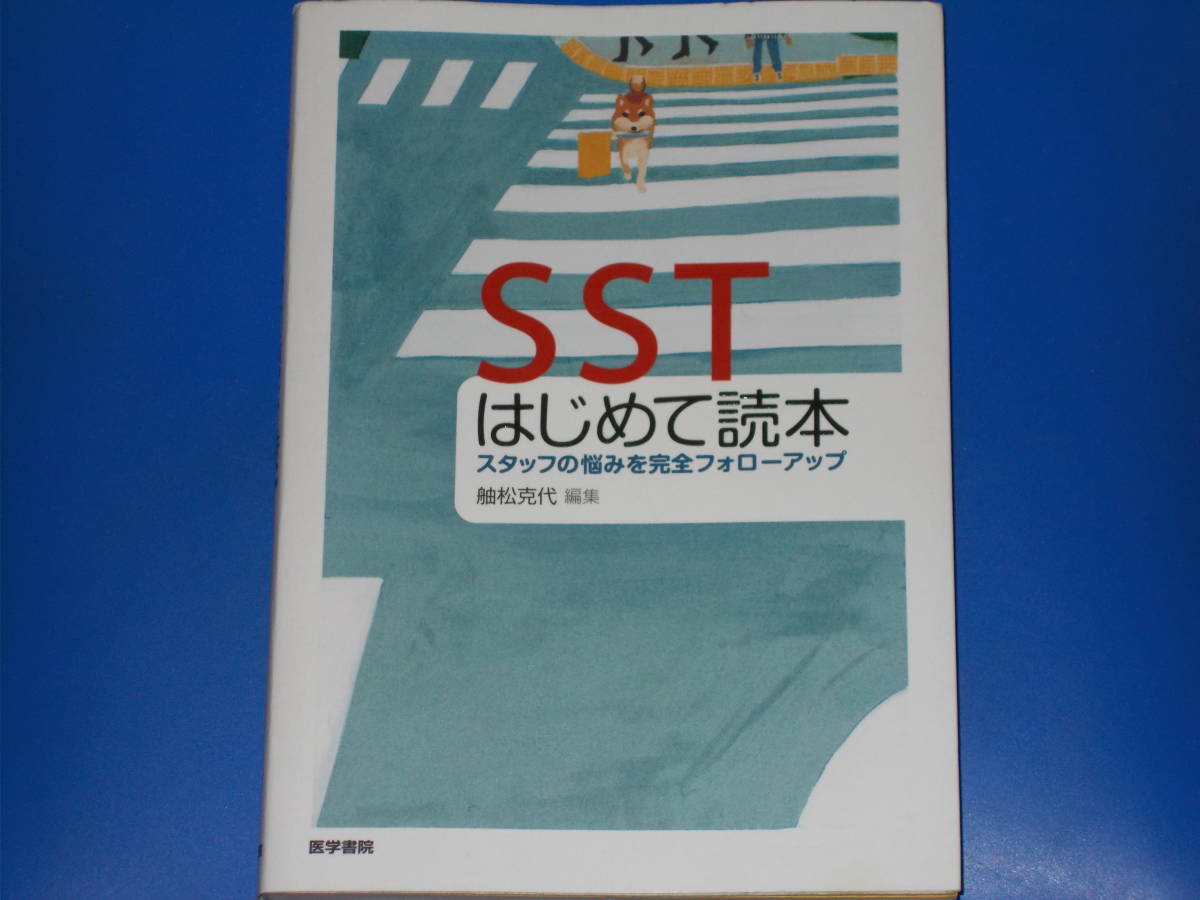 SST
はじめて読本
スタッフの悩みを完全フォローアップ
舳松克代 編集
医学書院